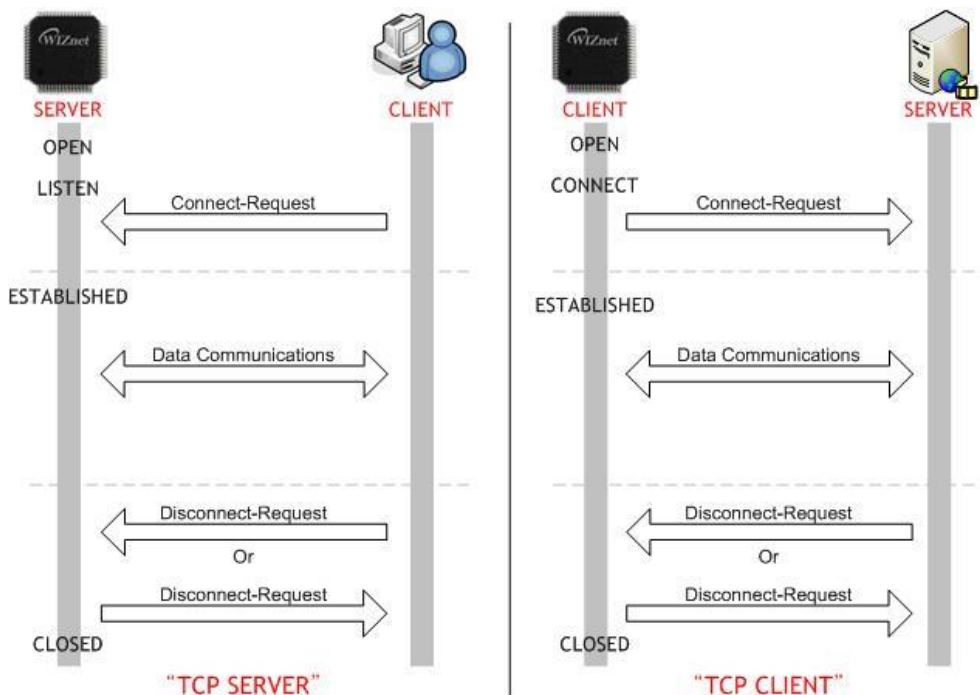 WIZnet
SERVER
CLIENT
OPEN
LISTEN
Connect-Request
ESTABLISHED
Data Communications
Disconnect-Request
Or
Disconnect-Request
CLOSED
"TCP SERVER"
WIZnet
CLIENT
SERVER
OPEN
CONNECT
Connect-Request
ESTABLISHED
Data Communications
Disconnect-Request
Or
Disconnect-Request
CLOSED
"TCP CLIENT"